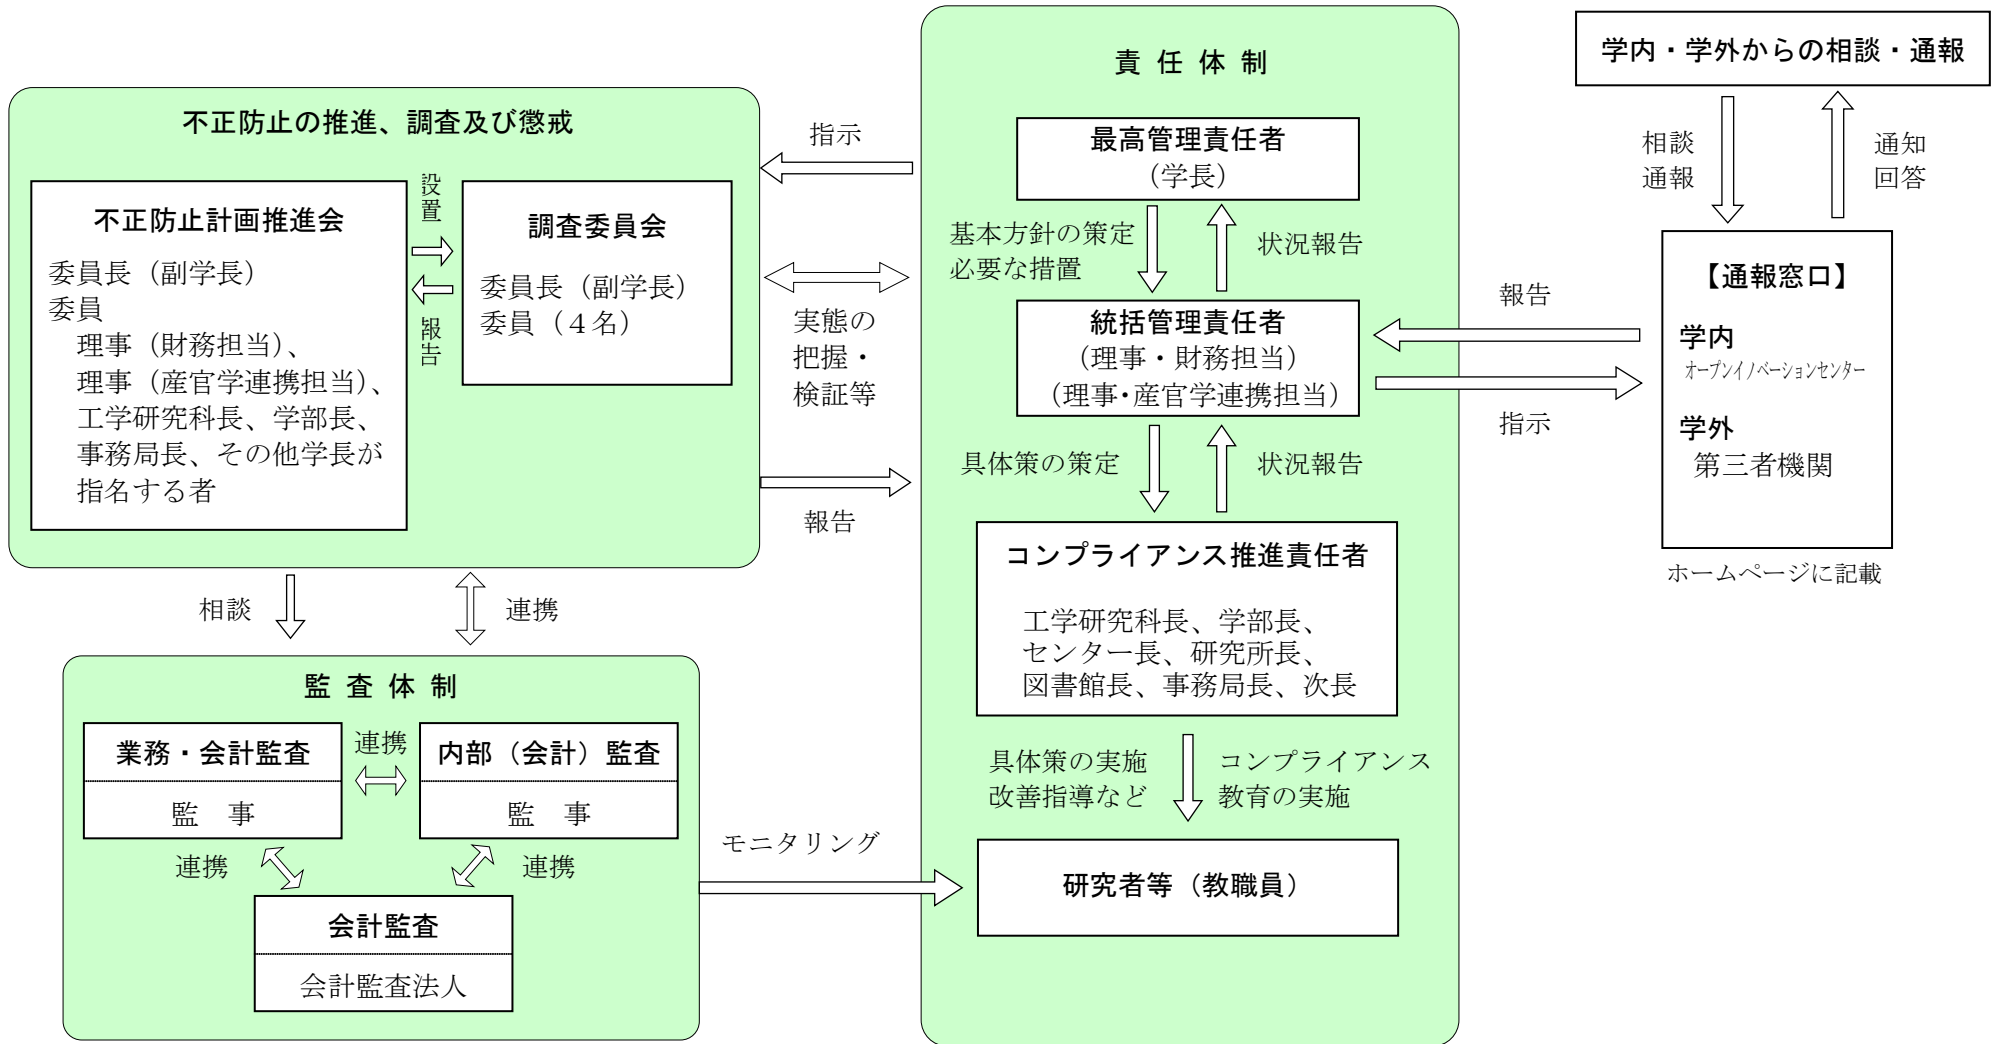 不正防止の推進、調査及び懲戒
不正防止計画推進会
委員長（副学長）
委員
理事（財務担当）、
理事（産官学連携担当）、
工学研究科長、学部長、
事務局長、その他学長が
指名する者
設置
報告
調査委員会
委員長（副学長）
委員（４名）
指示
実態の
把握・
検証等
報告
相談
連携
監 査 体 制
業務・会計監査
監　事
連携
内部（会計）監査
監　事
連携
連携
会計監査
会計監査法人
モニタリング
責 任 体 制
最高管理責任者
（学長）
基本方針の策定
必要な措置
状況報告
統括管理責任者
（理事・財務担当）
（理事・産官学連携担当）
具体策の策定
状況報告
コンプライアンス推進責任者
工学研究科長、学部長、
センター長、研究所長、
図書館長、事務局長、次長
具体策の実施
改善指導など
コンプライアンス
教育の実施
研究者等（教職員）
報告
指示
学内・学外からの相談・通報
相談
通報
通知
回答
【通報窓口】
学内
オープンイノベーションセンター
学外
第三者機関
ホームページに記載